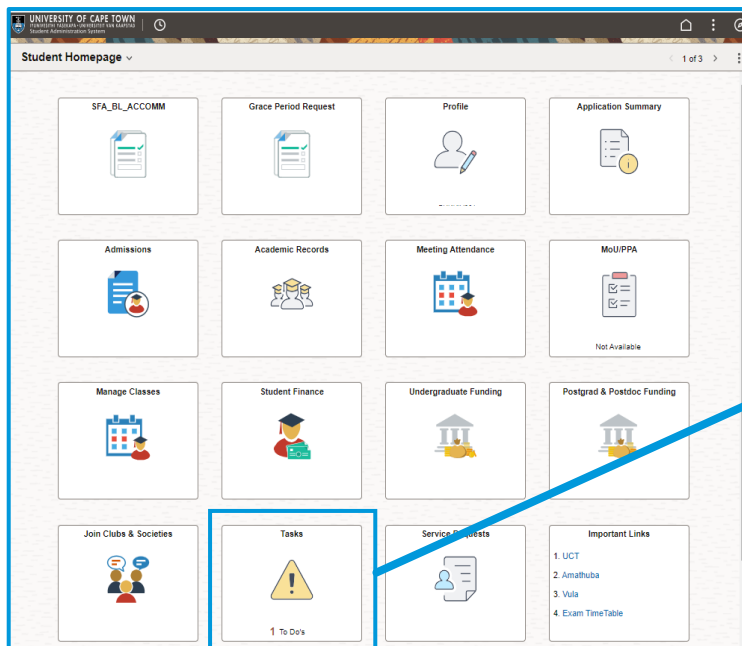 UNIVERSITY OF CAPE TOWN
IYUNIVESITHI YASEKAPA • UNIVERSITEIT VAN KAAPSTAD
Student Administration System
Student Homepage
1 of 3
SFA_BL_ACCOMM
Grace Period Request
Profile
Application Summary
Admissions
Academic Records
Meeting Attendance
MoU/PPA
Not Available
Manage Classes
Student Finance
Undergraduate Funding
Postgrad & Postdoc Funding
Join Clubs & Societies
Tasks
1 To Do's
Service Requests
Important Links
1. UCT
2. Amathuba
3. Vula
4. Exam TimeTable